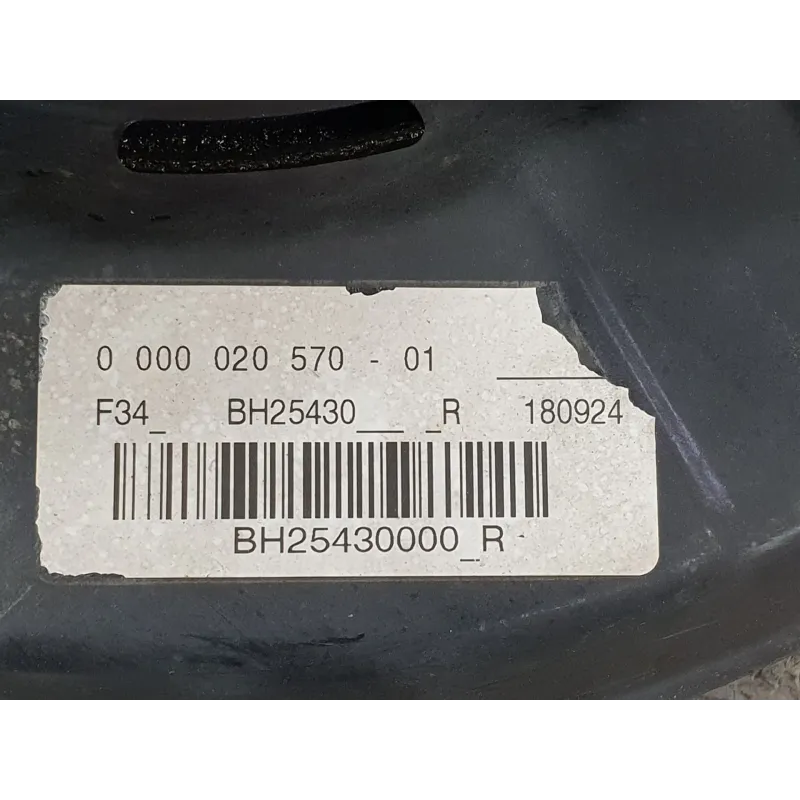 0 000 020 570 - 01
F34_ BH25430___ _R 180924
BH25430000_R